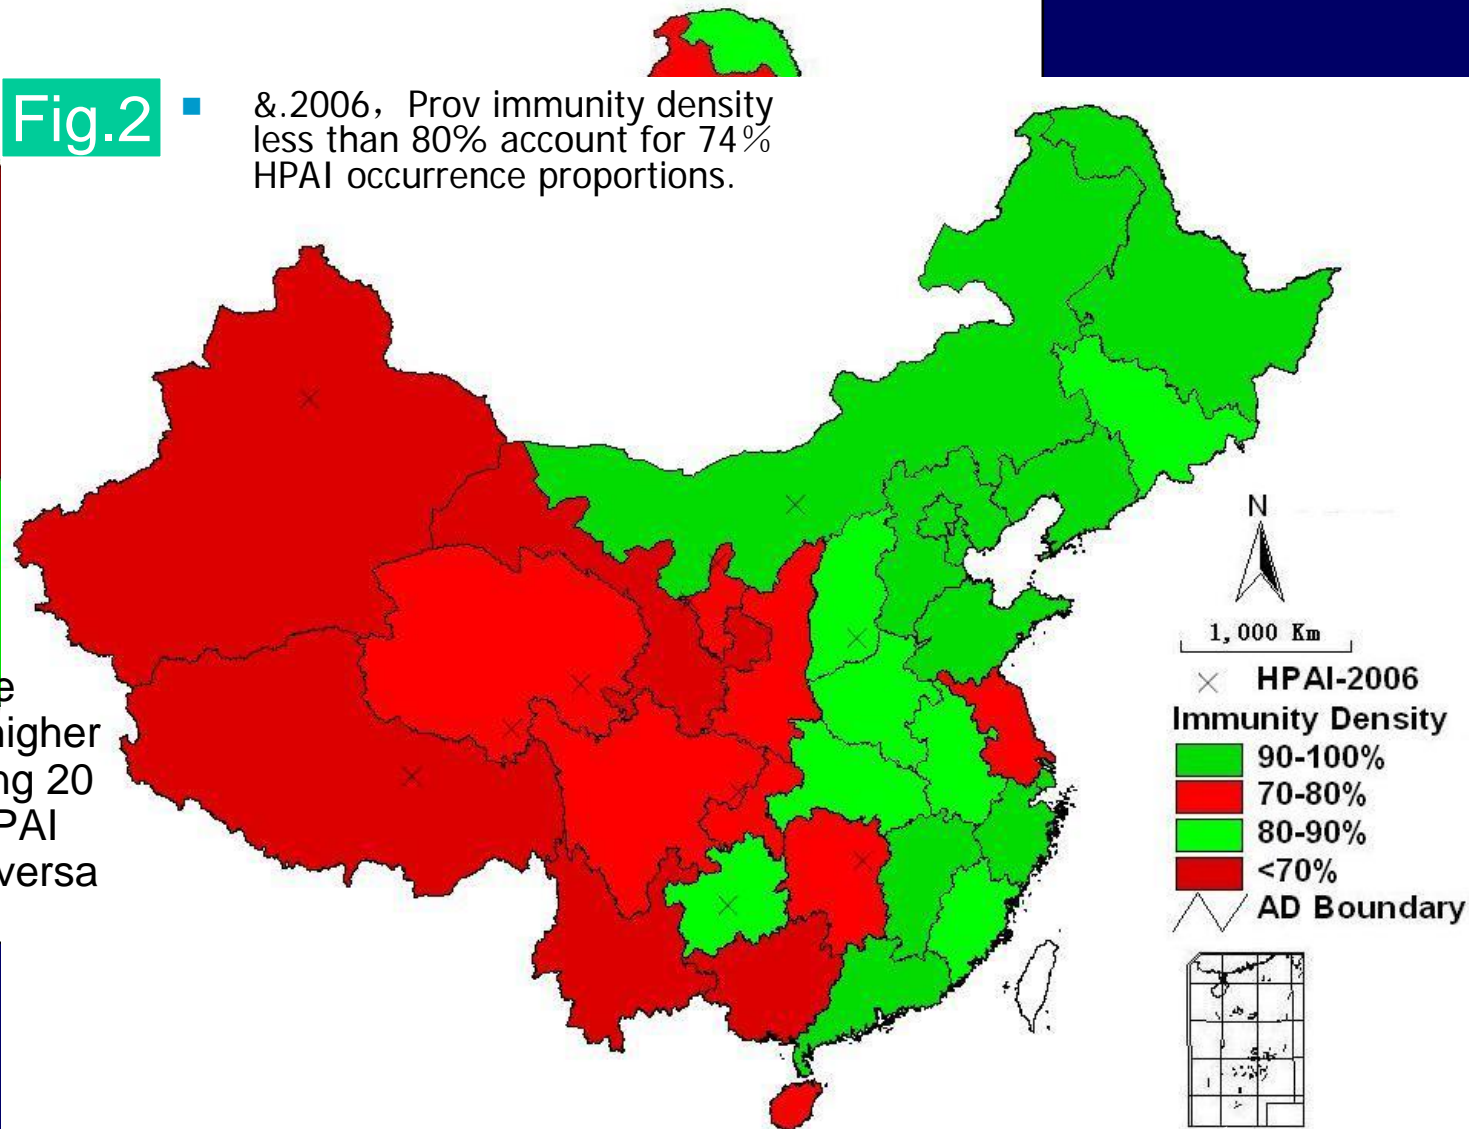 Fig.2
&.2006, Prov immunity density
less than 80% account for 74%
HPAI occurrence proportions.
e
higher
ng 20
PAI
versa
N
1,000 Km
HPAI-2006
Immunity Density
90-100%
70-80%
80-90%
<70%
AD Boundary